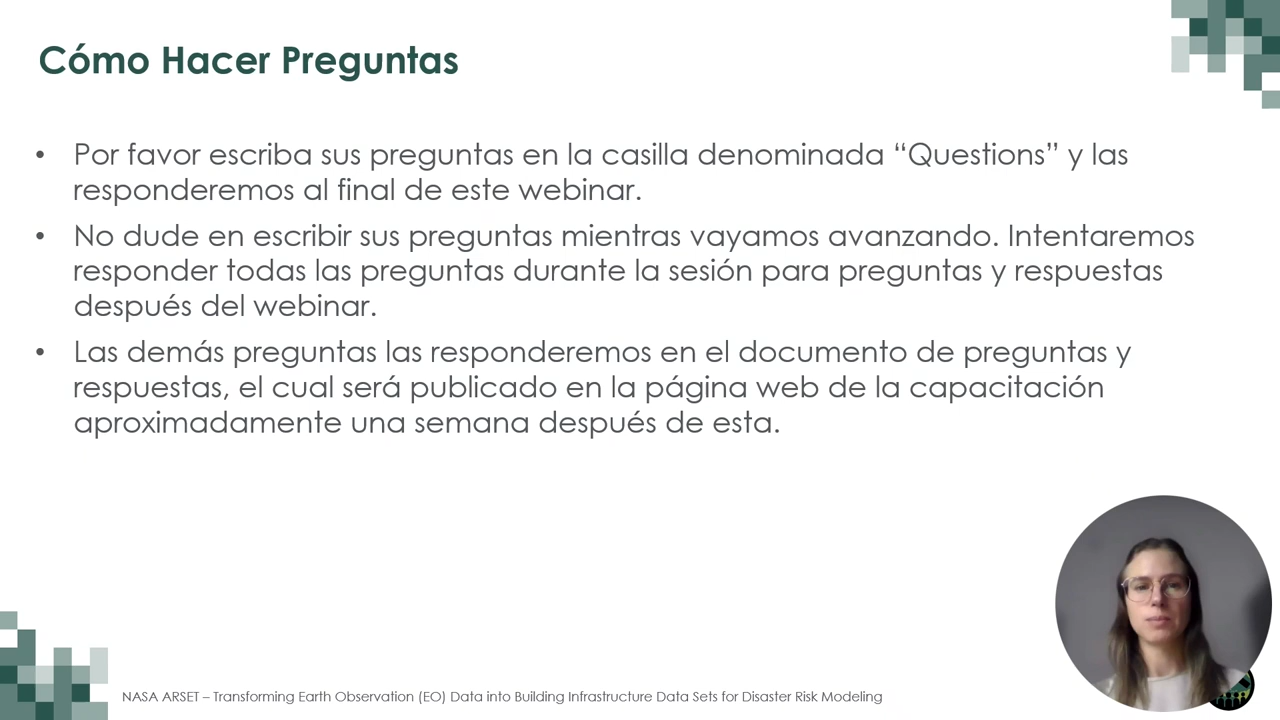 Cómo Hacer Preguntas
• Por favor escriba sus preguntas en la casilla denominada “Questions” y las
responderemos al final de este webinar.
• No dude en escribir sus preguntas mientras vayamos avanzando. Intentaremos
responder todas las preguntas durante la sesión para preguntas y respuestas
después del webinar.
• Las demás preguntas las responderemos en el documento de preguntas y
respuestas, el cual será publicado en la página web de la capacitación
aproximadamente una semana después de esta.
NASA ARSET – Transforming Earth Observation (EO) Data into Building Infrastructure Data Sets for Disaster Risk Modeling